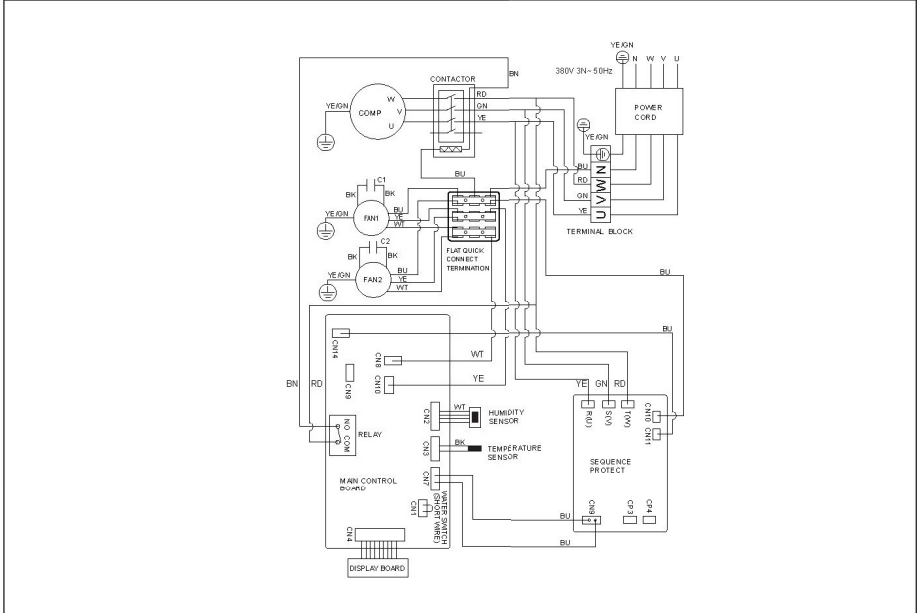 YE/GN
N W V U
380V 3N~ 50Hz
POWER
CORD
BN
CONTACTOR
RD
GN
YE
W
V
U
COMP
YE/GN
YE/GN
BU
RD
GN
YE
N
W
V
U
TERMINAL BLOCK
BU
C1
BK
BK
YE/GN
FAN1
BU
YE
WT
C2
BK
BK
YE/GN
FAN2
BU
YE
WT
FLAT QUICK
CONNECT
TERMINATION
BU
BU
CN14
CN8
WT
CN9
CN10
YE
BN
RD
NO COM
RELAY
CN2
WT
HUMIDITY
SENSOR
CN3
BK
TEMPERATURE
SENSOR
CN7
MAIN CONTROL
BOARD
CN1
WATER SWITCH
(SHORT WIRE)
CN4
DISPLAY BOARD
YE GN RD
R(U)
S(V)
T(W)
CN10
CN11
SEQUENCE
PROTECT
CN9
CP3
CP4
BU
BU